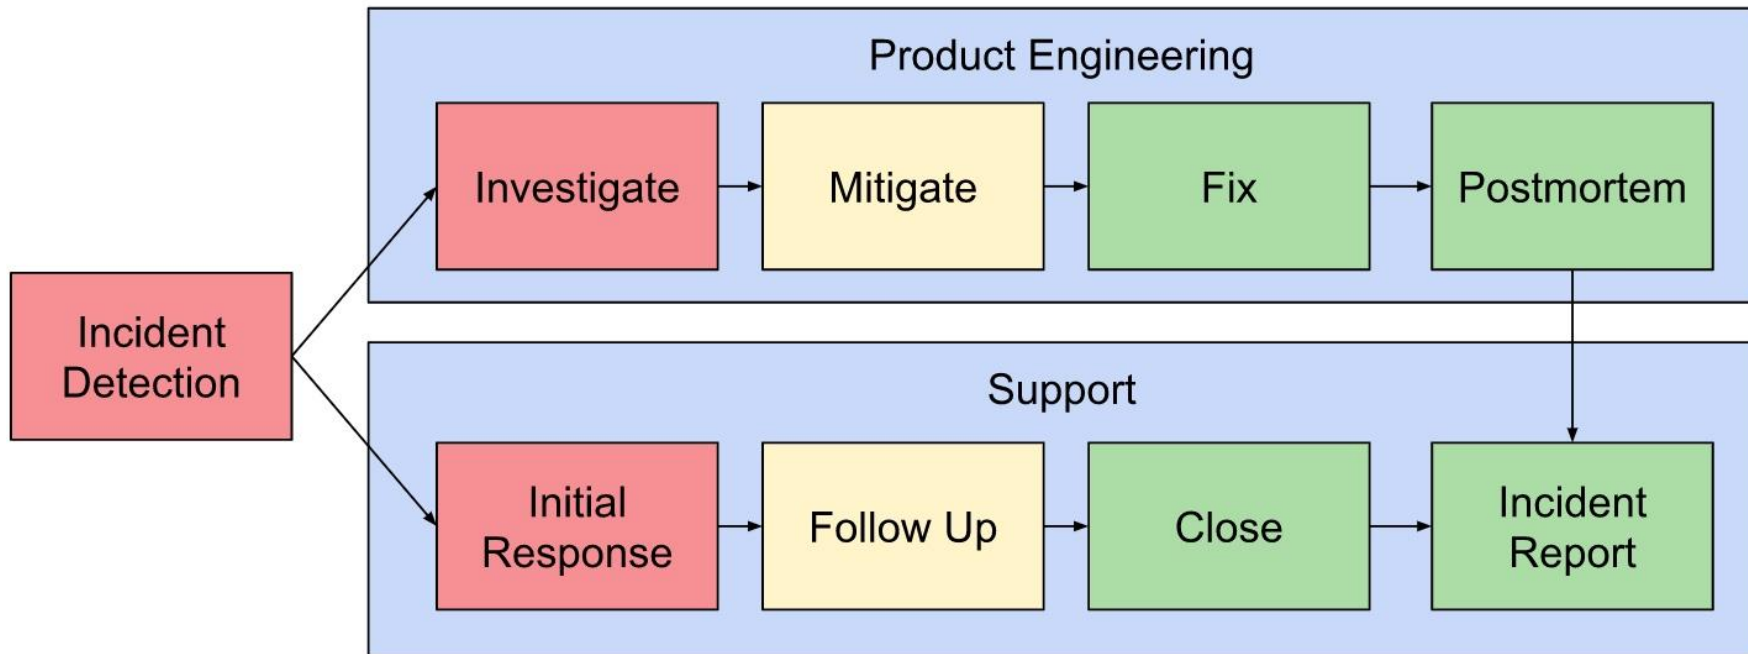 Product Engineering
Investigate
Mitigate
Fix
Postmortem
Incident
Detection
Support
Initial
Response
Follow Up
Close
Incident
Report